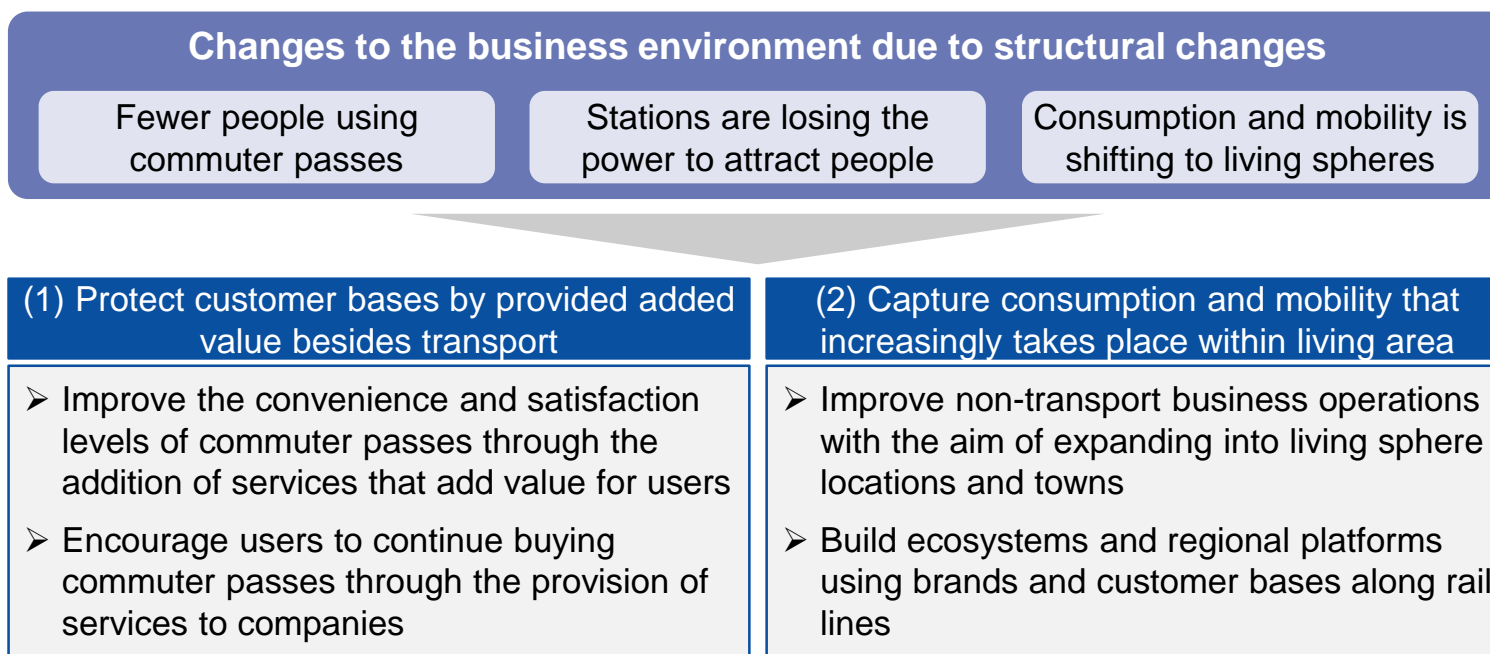 Changes to the business environment due to structural changes
Fewer people using
commuter passes
Stations are losing the
power to attract people
Consumption and mobility is
shifting to living spheres
(1) Protect customer bases by provided added
value besides transport
➢ Improve the convenience and satisfaction
levels of commuter passes through the
addition of services that add value for users
➢ Encourage users to continue buying
commuter passes through the provision of
services to companies
(2) Capture consumption and mobility that
increasingly takes place within living area
➢ Improve non-transport business operations
with the aim of expanding into living sphere
locations and towns
➢ Build ecosystems and regional platforms
using brands and customer bases along rail
lines